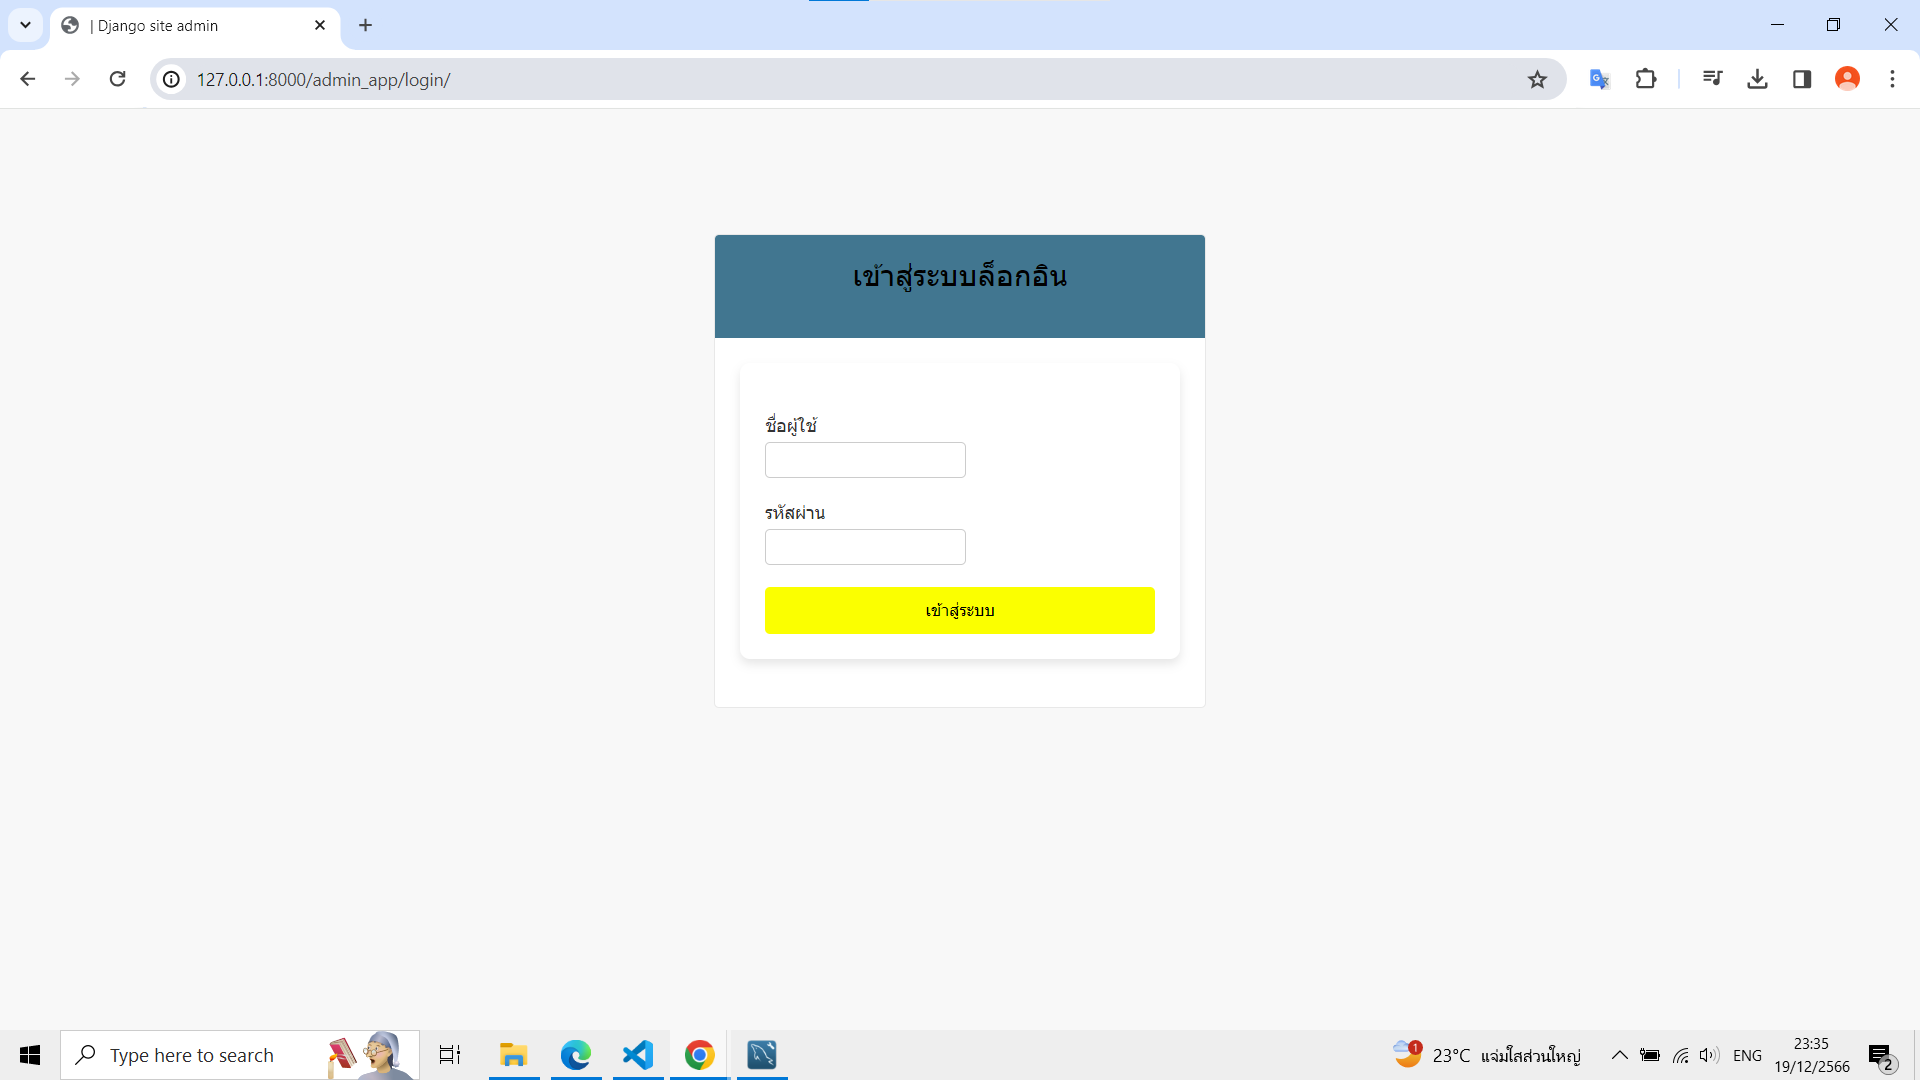 | Django site admin
127.0.0.1:8000/admin_app/login/
เข้าสู่ระบบล็อกอิน
ชื่อผู้ใช้
รหัสผ่าน
เข้าสู่ระบบ
Type here to search
1
23°C แจ่มใสส่วนใหญ่
ENG
23:35
19/12/2566
2